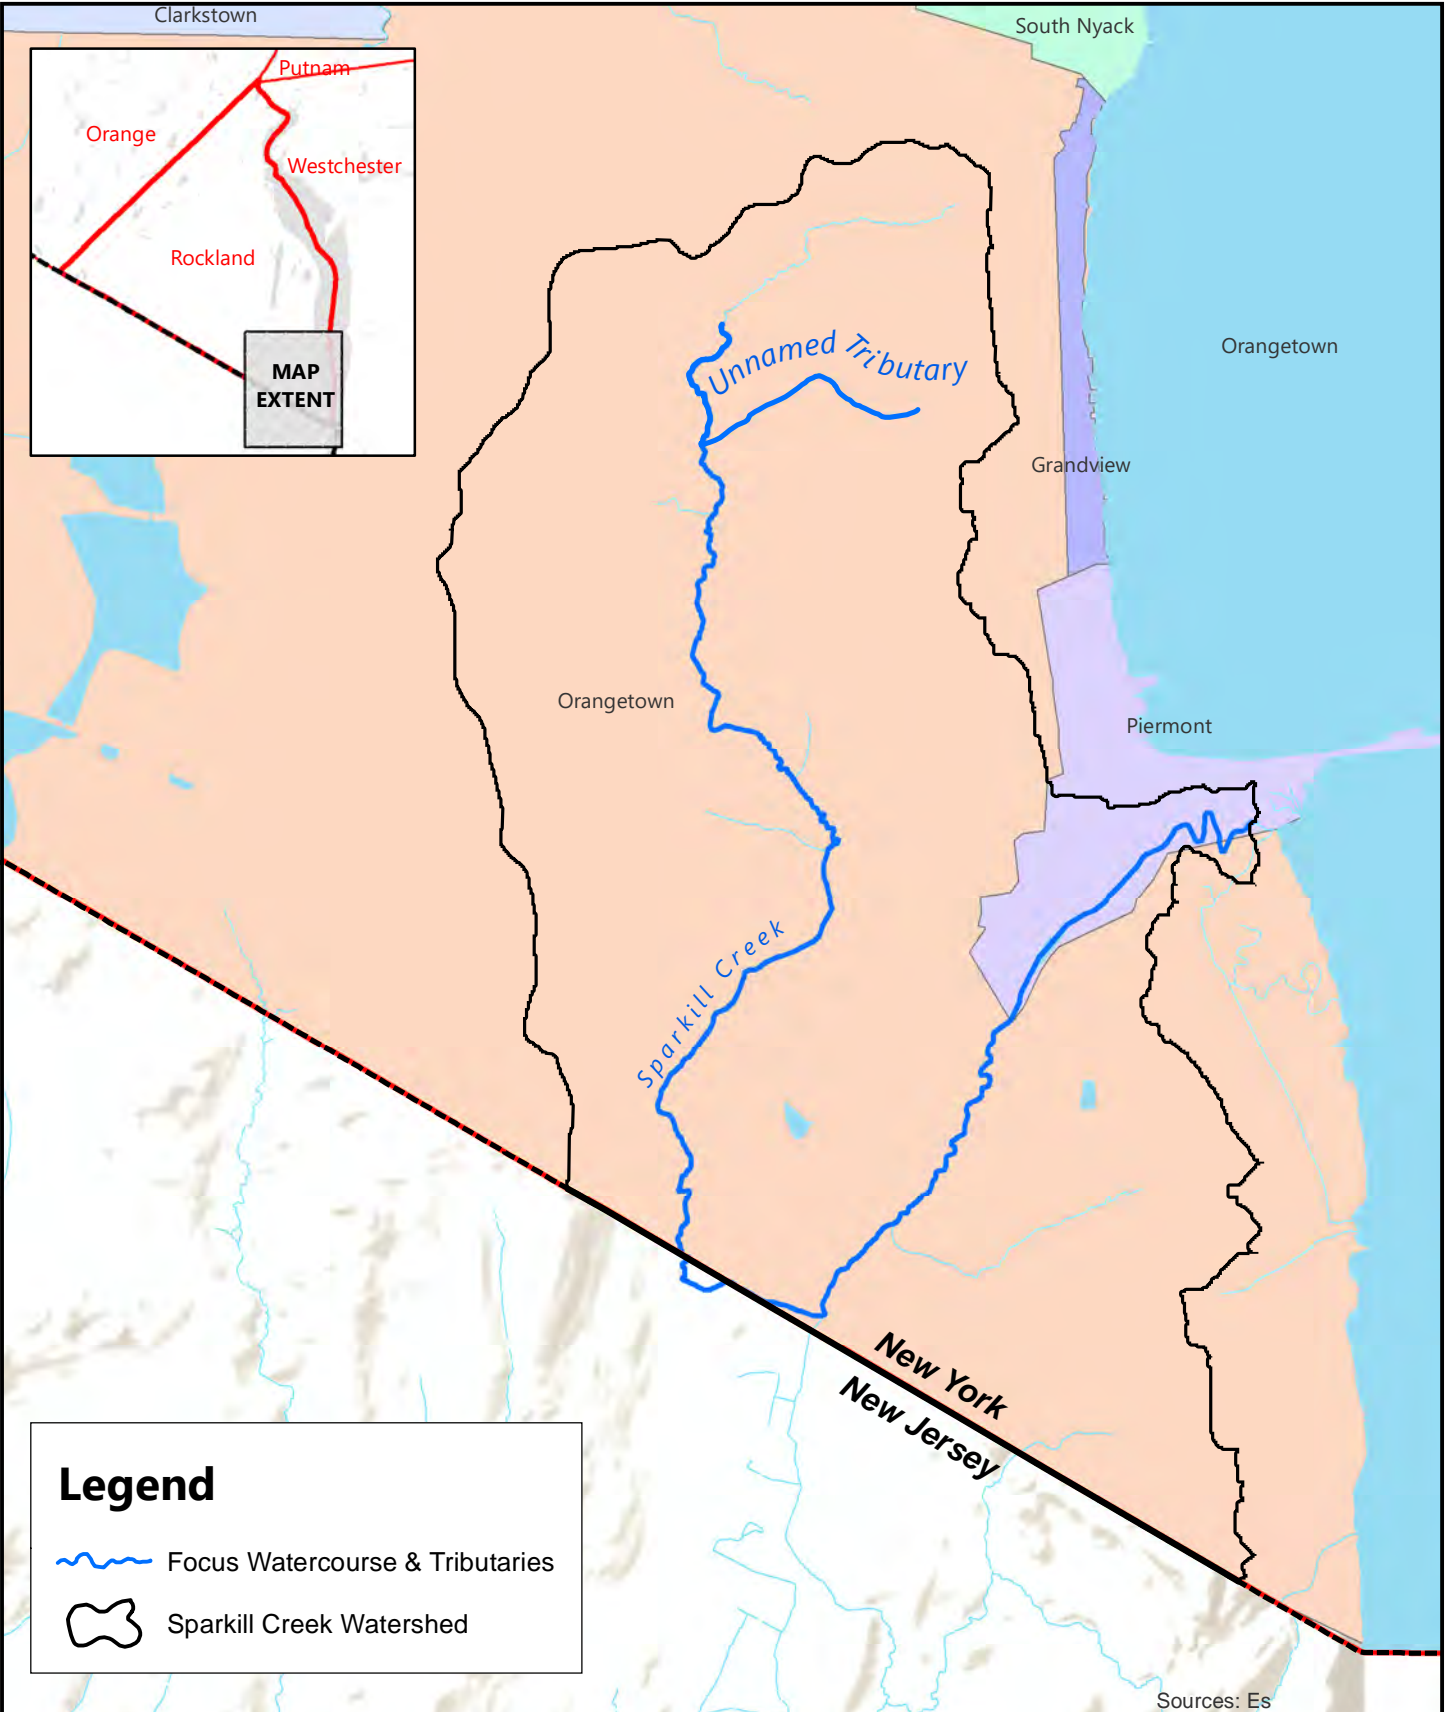 Clarkstown
South Nyack
Putnam
Orange
Westchester
Rockland
MAP
EXTENT
Unnamed Tributary
Orangetown
Grandview
Orangetown
Piermont
Sparkill Creek
New York
New Jersey
Legend
Focus Watercourse & Tributaries
Sparkill Creek Watershed
Sources: Es